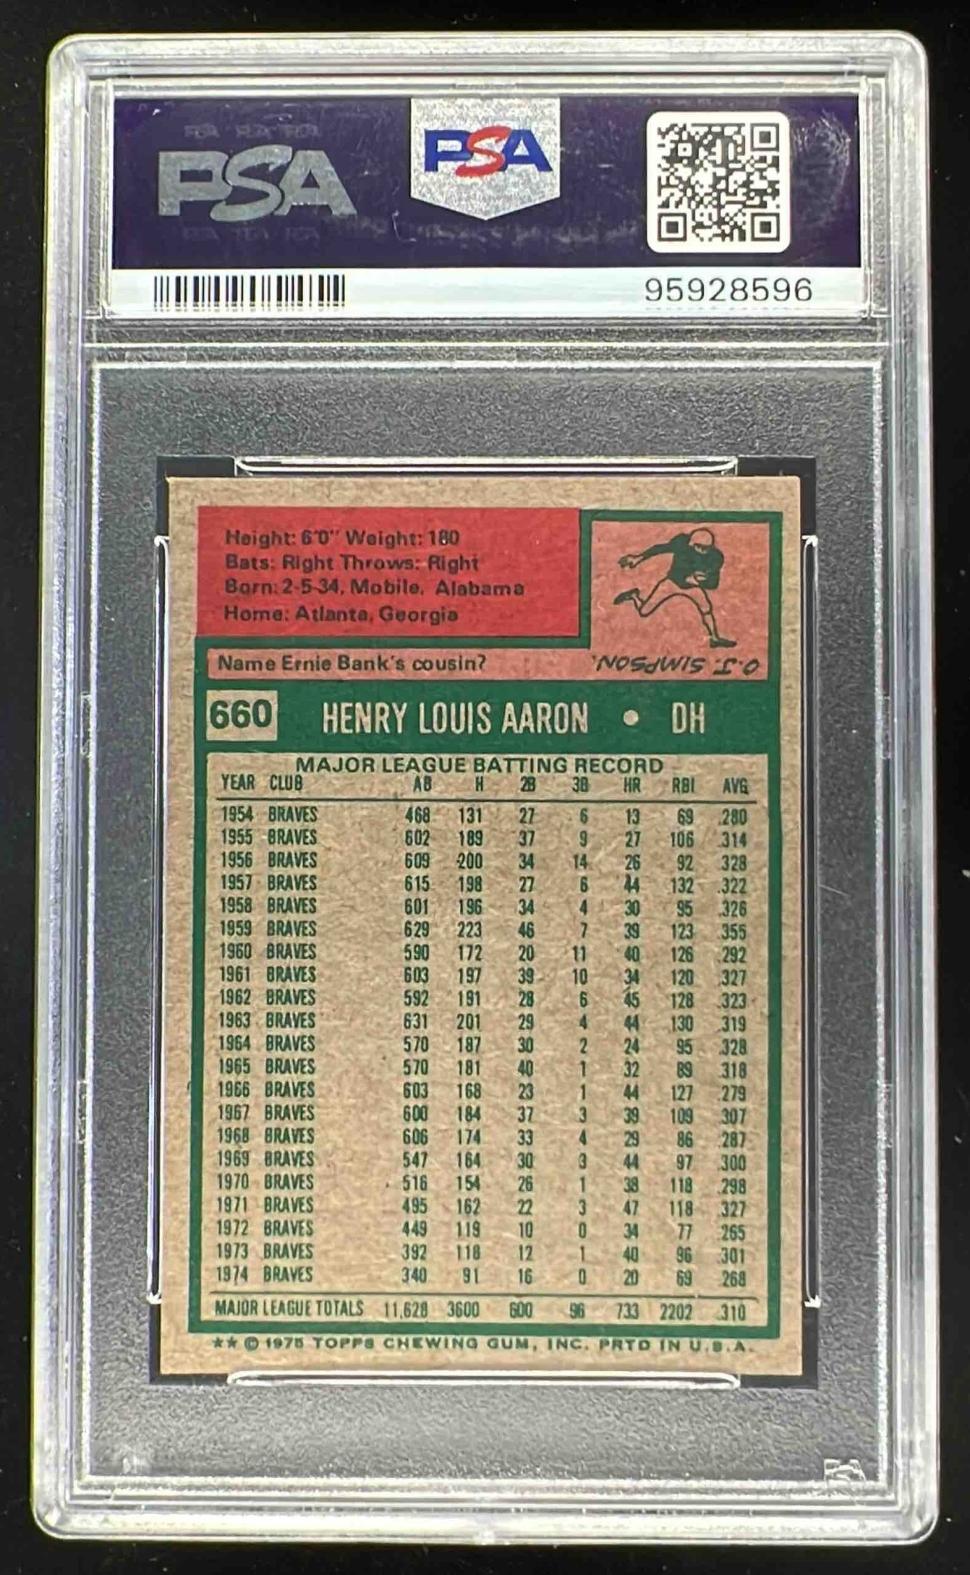 PSA
PSA
95928596
Height: 6'0" Weight: 180
Bats: Right Throws: Right
Born: 2-5-34, Mobile, Alabama
Home: Atlanta, Georgia
Name Ernie Bank's cousin?
O.J. SIMPSON.
660 HENRY LOUIS AARON • DH
MAJOR LEAGUE BATTING RECORD
YEAR CLUB AB H 2B 3B HR RBI AVG.
1954 BRAVES 468 131 27 6 13 69 .280
1955 BRAVES 602 189 37 9 27 106 .314
1956 BRAVES 609 200 34 14 26 92 .328
1957 BRAVES 615 198 27 6 44 132 .322
1958 BRAVES 601 196 34 4 30 95 .326
1959 BRAVES 629 223 46 7 39 123 .355
1960 BRAVES 590 172 20 11 40 126 .292
1961 BRAVES 603 197 39 10 34 120 .327
1962 BRAVES 592 191 28 6 45 128 .323
1963 BRAVES 631 201 29 4 44 130 .319
1964 BRAVES 570 187 30 2 24 95 .328
1965 BRAVES 570 181 40 1 32 89 .318
1966 BRAVES 603 168 23 1 44 127 .279
1967 BRAVES 600 184 37 3 39 109 .307
1968 BRAVES 606 174 33 4 29 86 .287
1969 BRAVES 547 164 30 3 44 97 .300
1970 BRAVES 516 154 26 1 38 118 .298
1971 BRAVES 495 162 22 3 47 118 .327
1972 BRAVES 449 119 10 0 34 77 .265
1973 BRAVES 392 118 12 1 40 96 .301
1974 BRAVES 340 91 16 0 20 69 .268
MAJOR LEAGUE TOTALS 11,628 3600 600 96 733 2202 .310
★★ © 1975 TOPPS CHEWING GUM, INC. PRTD IN U.S.A.
PSA